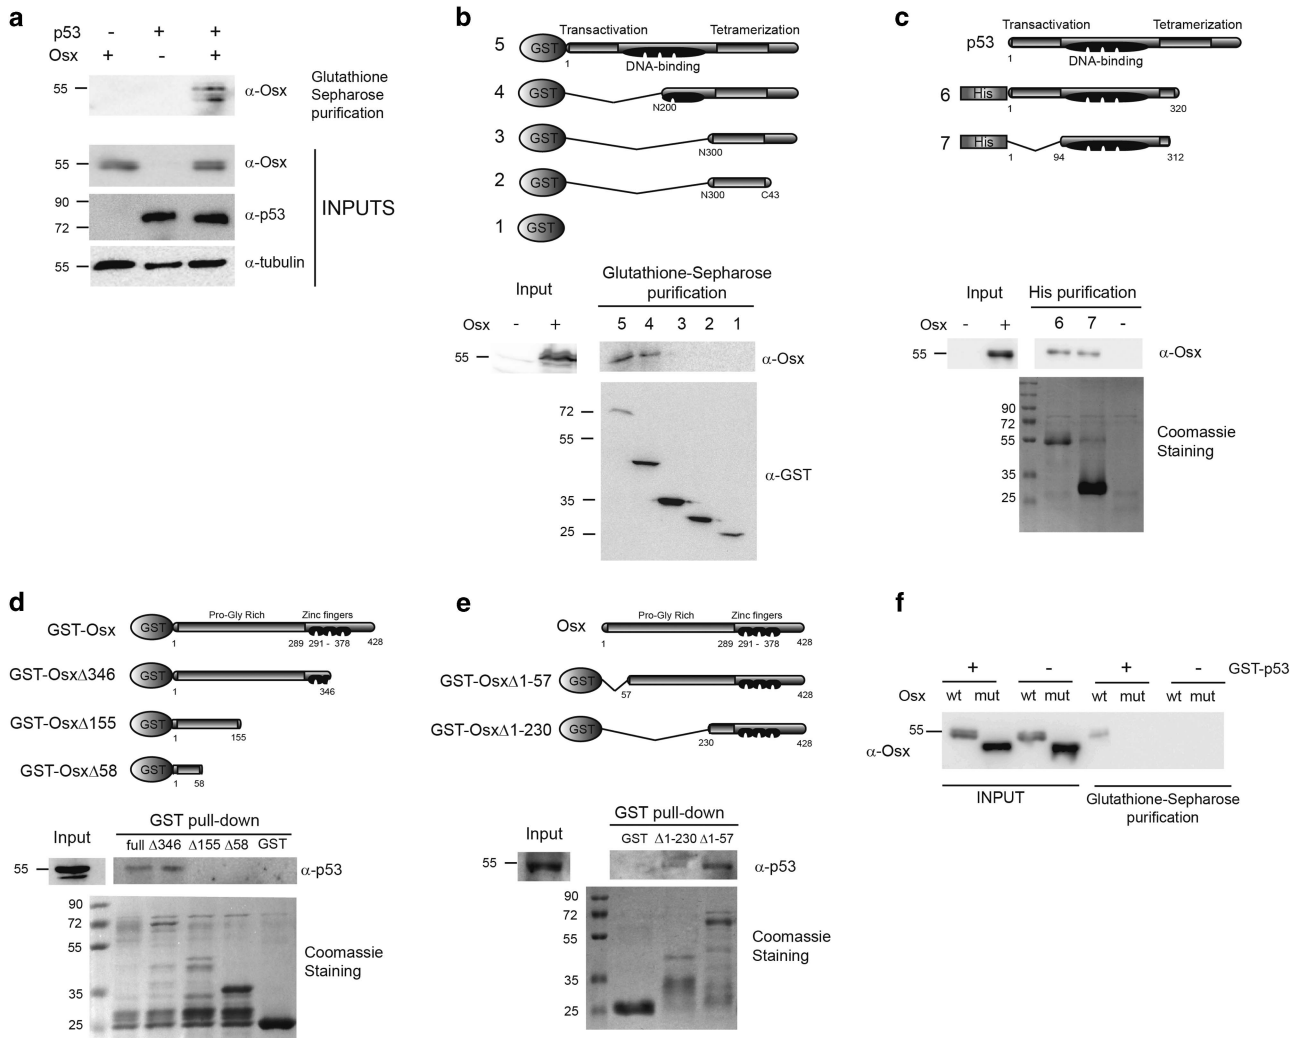 a
p53 - + +
Osx + - +
55 α-Osx
Glutathione
Sepharose
purification
55 α-Osx
90
72
α-p53
55 α-tubulin
INPUTS
b
Transactivation Tetramerization
5 GST
1
DNA-binding
4 GST
N200
3 GST
N300
2 GST
N300 C43
1 GST
Input
Glutathione-Sepharose
purification
Osx - + 5 4 3 2 1
55 α-Osx
72
55
35
25
α-GST
c
Transactivation Tetramerization
p53
1 DNA-binding
6 His
1 320
7 His
1 94 312
Input His purification
Osx - + 6 7 -
55 α-Osx
90
72
55
35
25
Coomassie
Staining
d
Pro-Gly Rich Zinc fingers
GST-Osx GST
1 289 291 - 378 428
GST-OsxΔ346 GST
1 346
GST-OsxΔ155 GST
1 155
GST-OsxΔ58 GST
1 58
Input GST pull-down
full Δ346 Δ155 Δ58 GST
55 α-p53
90
72
55
35
25
Coomassie
Staining
e
Pro-Gly Rich Zinc fingers
Osx
1 289 291 - 378 428
GST-OsxΔ1-57 GST
57 428
GST-OsxΔ1-230 GST
230 428
Input GST pull-down
GST Δ1-230 Δ1-57
55 α-p53
90
72
55
35
25
Coomassie
Staining
f
+ - + - GST-p53
Osx wt mut wt mut wt mut wt mut
55
α-Osx
INPUT Glutathione-Sepharose
purification